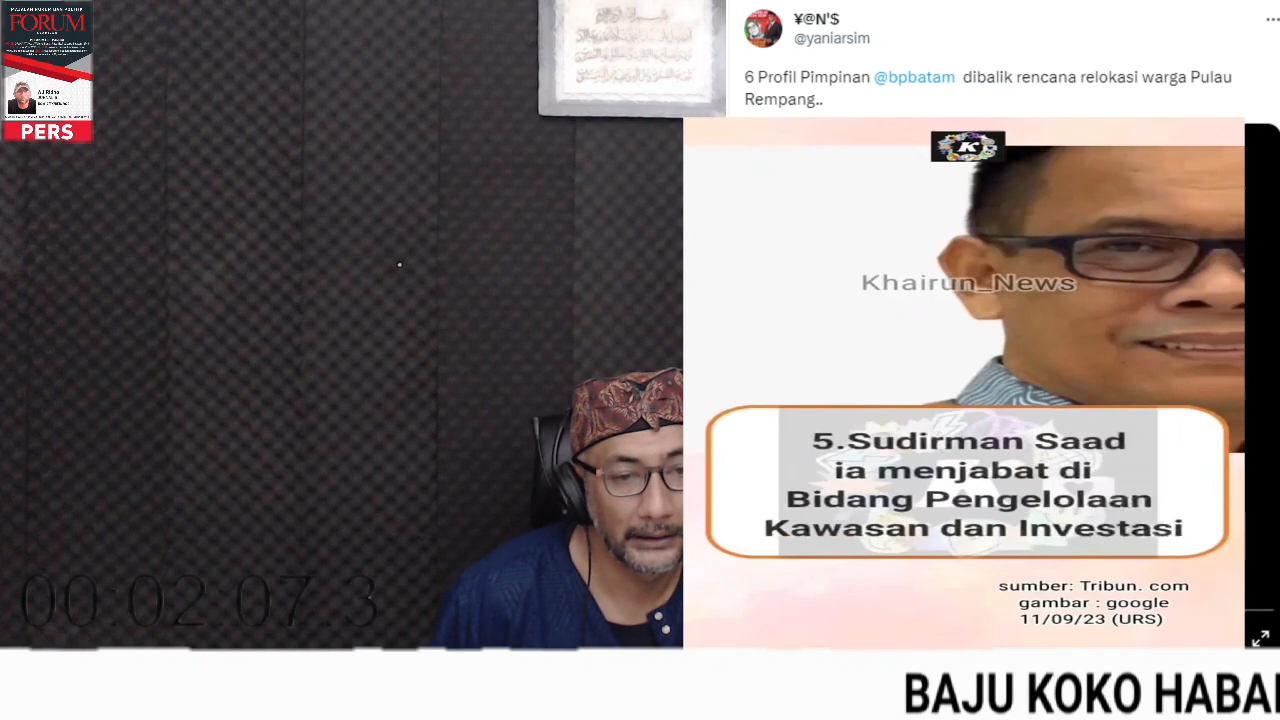 FORUM
PERS
¥@N'$
@yaniarsim
6 Profil Pimpinan @bpbatam dibalik rencana relokasi warga Pulau
Rempang..
K
Khairun_News
5.Sudirman Saad
ia menjabat di
Bidang Pengelolaan
Kawasan dan Investasi
sumber: Tribun. com
gambar : google
11/09/23 (URS)
00:02 07 3
BAJU KOKO HABAI